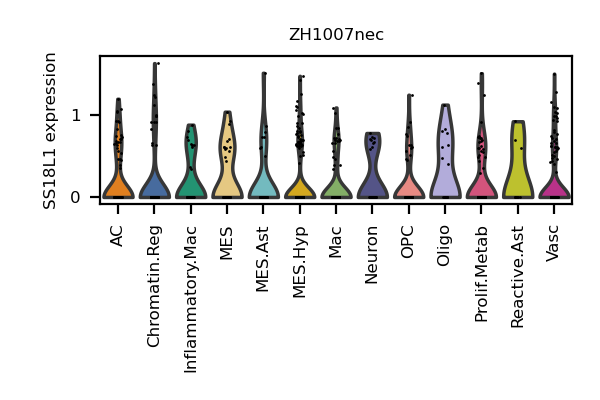 ZH1007nec
SS18L1 expression
1
0
AC
Chromatin.Reg
Inflammatory.Mac
MES
MES.Ast
MES.Hyp
Mac
Neuron
OPC
Oligo
Prolif.Metab
Reactive.Ast
Vasc